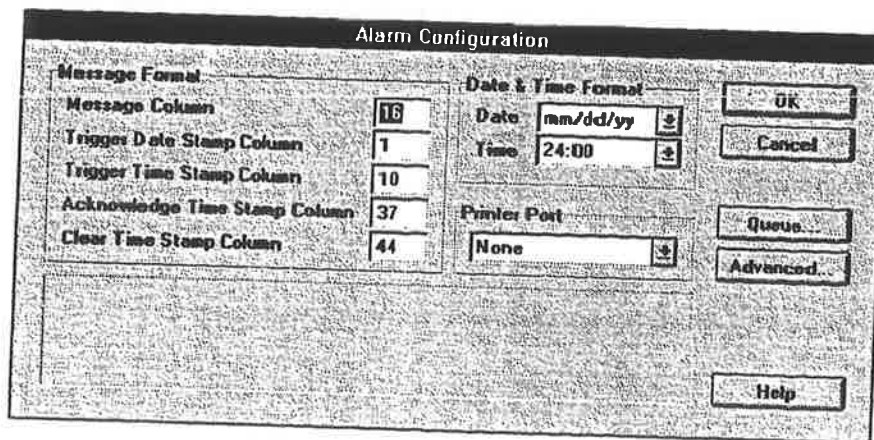 Alarm Configuration
Message Format
Message Column 16
Trigger Date Stamp Column 1
Trigger Time Stamp Column 10
Acknowledge Time Stamp Column 37
Clear Time Stamp Column 44
Date & Time Format
Date mm/dd/yy
Time 24:00
Printer Port
None
OK
Cancel
Queue...
Advanced...
Help